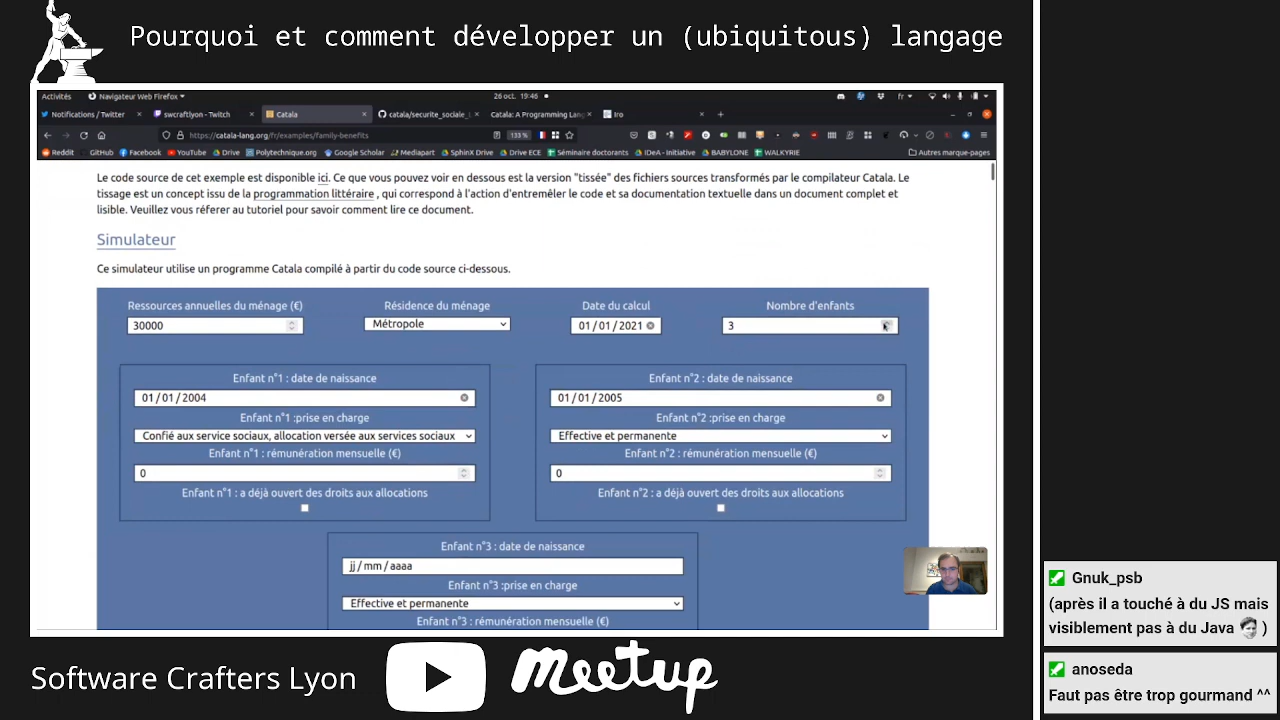 Pourquoi et comment développer un (ubiquitous) langage
Activités
Navigateur Web Firefox
26 oct. 19:46
fr
Notifications / Twitter
swcraftlyon - Twitch
Catala
catala/securite_sociale_
Catala: A Programming Lang
Iro
https://catala-lang.org/fr/examples/family-benefits
133 %
Reddit
GitHub
Facebook
YouTube
Drive
Polytechnique.org
Google Scholar
Mediapart
SphinX Drive
Drive ECE
Séminaire doctorants
IDeA - Initiative
BABYLONE
WALKYRIE
Autres marque-pages
Le code source de cet exemple est disponible ici. Ce que vous pouvez voir en dessous est la version "tissée" des fichiers sources transformés par le compilateur Catala. Le
tissage est un concept issu de la programmation littéraire , qui correspond à l'action d'entremêler le code et sa documentation textuelle dans un document complet et
lisible. Veuillez vous réferer au tutoriel pour savoir comment lire ce document.
Simulateur
Ce simulateur utilise un programme Catala compilé à partir du code source ci-dessous.
Ressources annuelles du ménage (€)
Résidence du ménage
Date du calcul
Nombre d'enfants
30000
Métropole
01/01/2021
3
Enfant n°1 : date de naissance
01/01/2004
Enfant n°1 :prise en charge
Confié aux service sociaux, allocation versée aux services sociaux
Enfant n°1 : rémunération mensuelle (€)
0
Enfant n°1 : a déjà ouvert des droits aux allocations
Enfant n°2 : date de naissance
01/01/2005
Enfant n°2 :prise en charge
Effective et permanente
Enfant n°2 : rémunération mensuelle (€)
0
Enfant n°2 : a déjà ouvert des droits aux allocations
Enfant n°3 : date de naissance
jj/mm/aaaa
Enfant n°3 :prise en charge
Effective et permanente
Enfant n°3 : rémunération mensuelle (€)
Gnuk_psb
(après il a touché à du JS mais
visiblement pas à du Java )
anoseda
Faut pas être trop gourmand ^^
Software Crafters Lyon
meetup